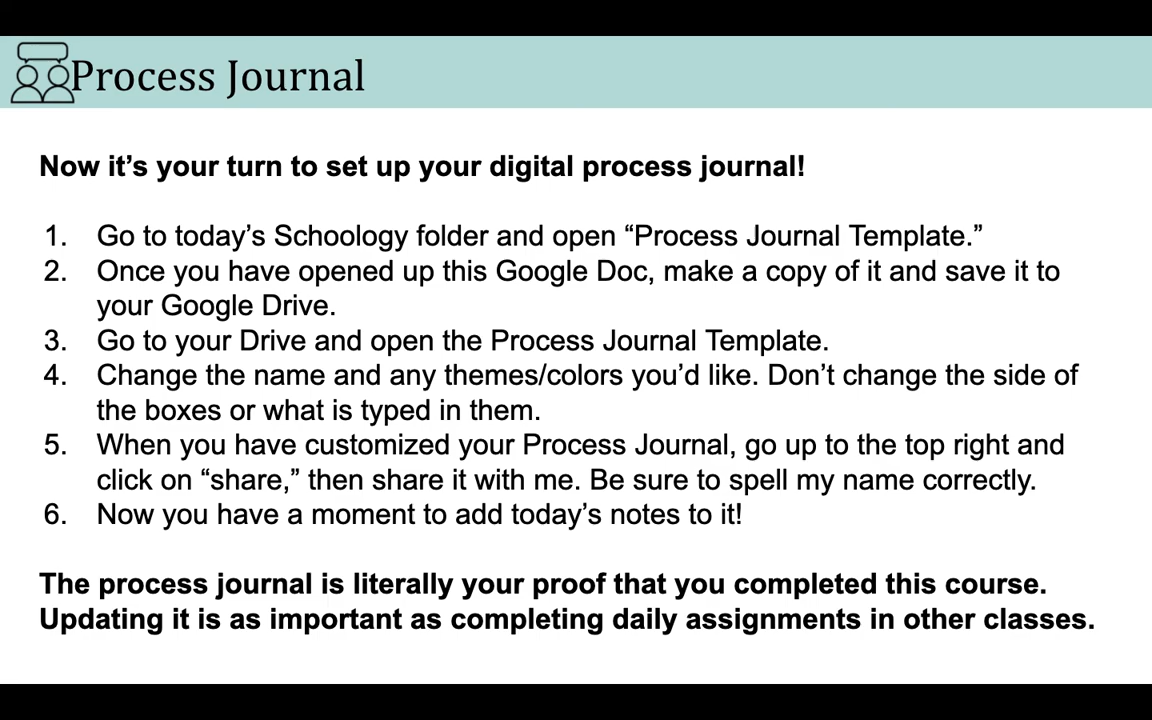 Process Journal
Now it’s your turn to set up your digital process journal!
1. Go to today’s Schoology folder and open “Process Journal Template.”
2. Once you have opened up this Google Doc, make a copy of it and save it to
your Google Drive.
3. Go to your Drive and open the Process Journal Template.
4. Change the name and any themes/colors you’d like. Don’t change the side of
the boxes or what is typed in them.
5. When you have customized your Process Journal, go up to the top right and
click on “share,” then share it with me. Be sure to spell my name correctly.
6. Now you have a moment to add today’s notes to it!
The process journal is literally your proof that you completed this course.
Updating it is as important as completing daily assignments in other classes.